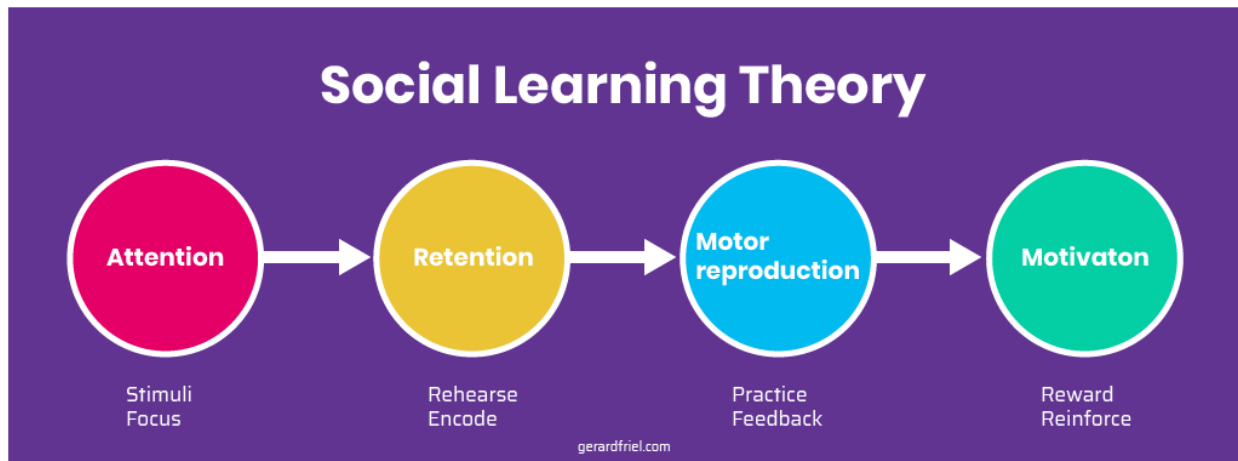 Social Learning Theory
Attention
Retention
Motor
reproduction
Motivaton
Stimuli
Focus
Rehearse
Encode
Practice
Feedback
Reward
Reinforce
gerardfriel.com